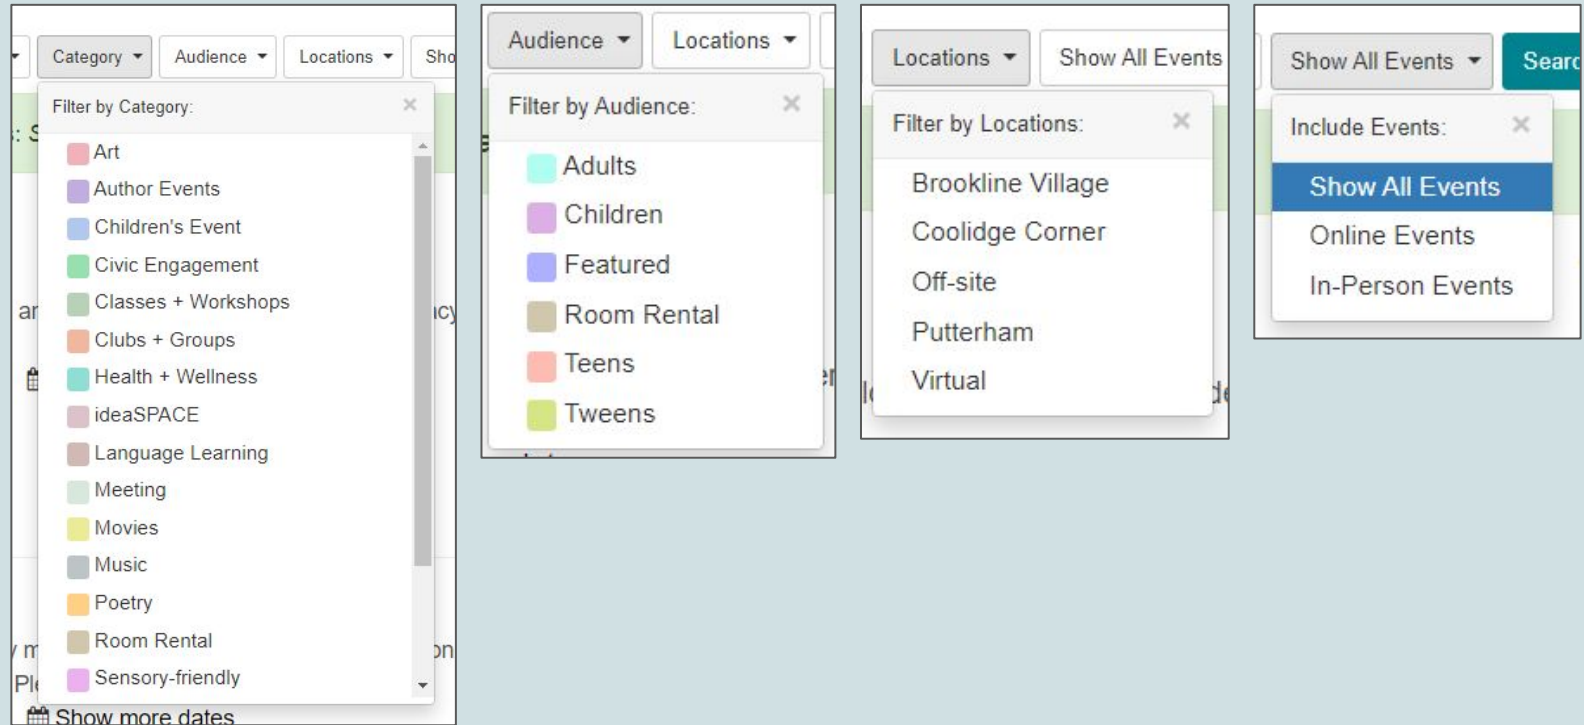 Category Audience Locations Sho
Filter by Category: ×
: S
Art
Author Events
Children's Event
Civic Engagement
Classes + Workshops
ar
Clubs + Groups
Health + Wellness
ideaSPACE
Language Learning
Meeting
Movies
Music
Poetry
Room Rental
Sensory-friendly
Show more dates
Audience Locations
Filter by Audience: ×
Adults
Children
Featured
Room Rental
Teens
Tweens
Locations Show All Events
Filter by Locations: ×
Brookline Village
Coolidge Corner
Off-site
Putterham
Virtual
Show All Events Searc
Include Events: ×
Show All Events
Online Events
In-Person Events